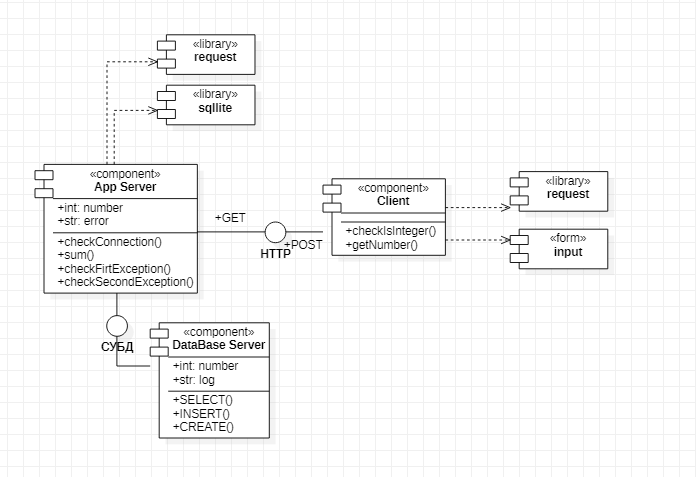 «library»
request
«library»
sqllite
«component»
App Server
+int: number
+str: error
+checkConnection()
+sum()
+checkFirtException()
+checkSecondException()
+GET
HTTP
+POST
«component»
Client
+checkIsInteger()
+getNumber()
«library»
request
«form»
input
СУБД
«component»
DataBase Server
+int: number
+str: log
+SELECT()
+INSERT()
+CREATE()